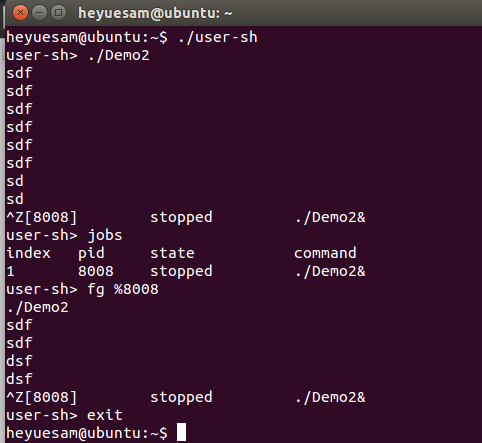 heyuesam@ubuntu: ~
heyuesam@ubuntu:~$ ./user-sh
user-sh> ./Demo2
sdf
sdf
sdf
sdf
sdf
sdf
sd
sd
^Z[8008]         stopped          ./Demo2&
user-sh> jobs
index   pid      state            command
1       8008     stopped          ./Demo2&
user-sh> fg %8008
./Demo2
sdf
sdf
dsf
dsf
^Z[8008]         stopped          ./Demo2&
user-sh> exit
heyuesam@ubuntu:~$